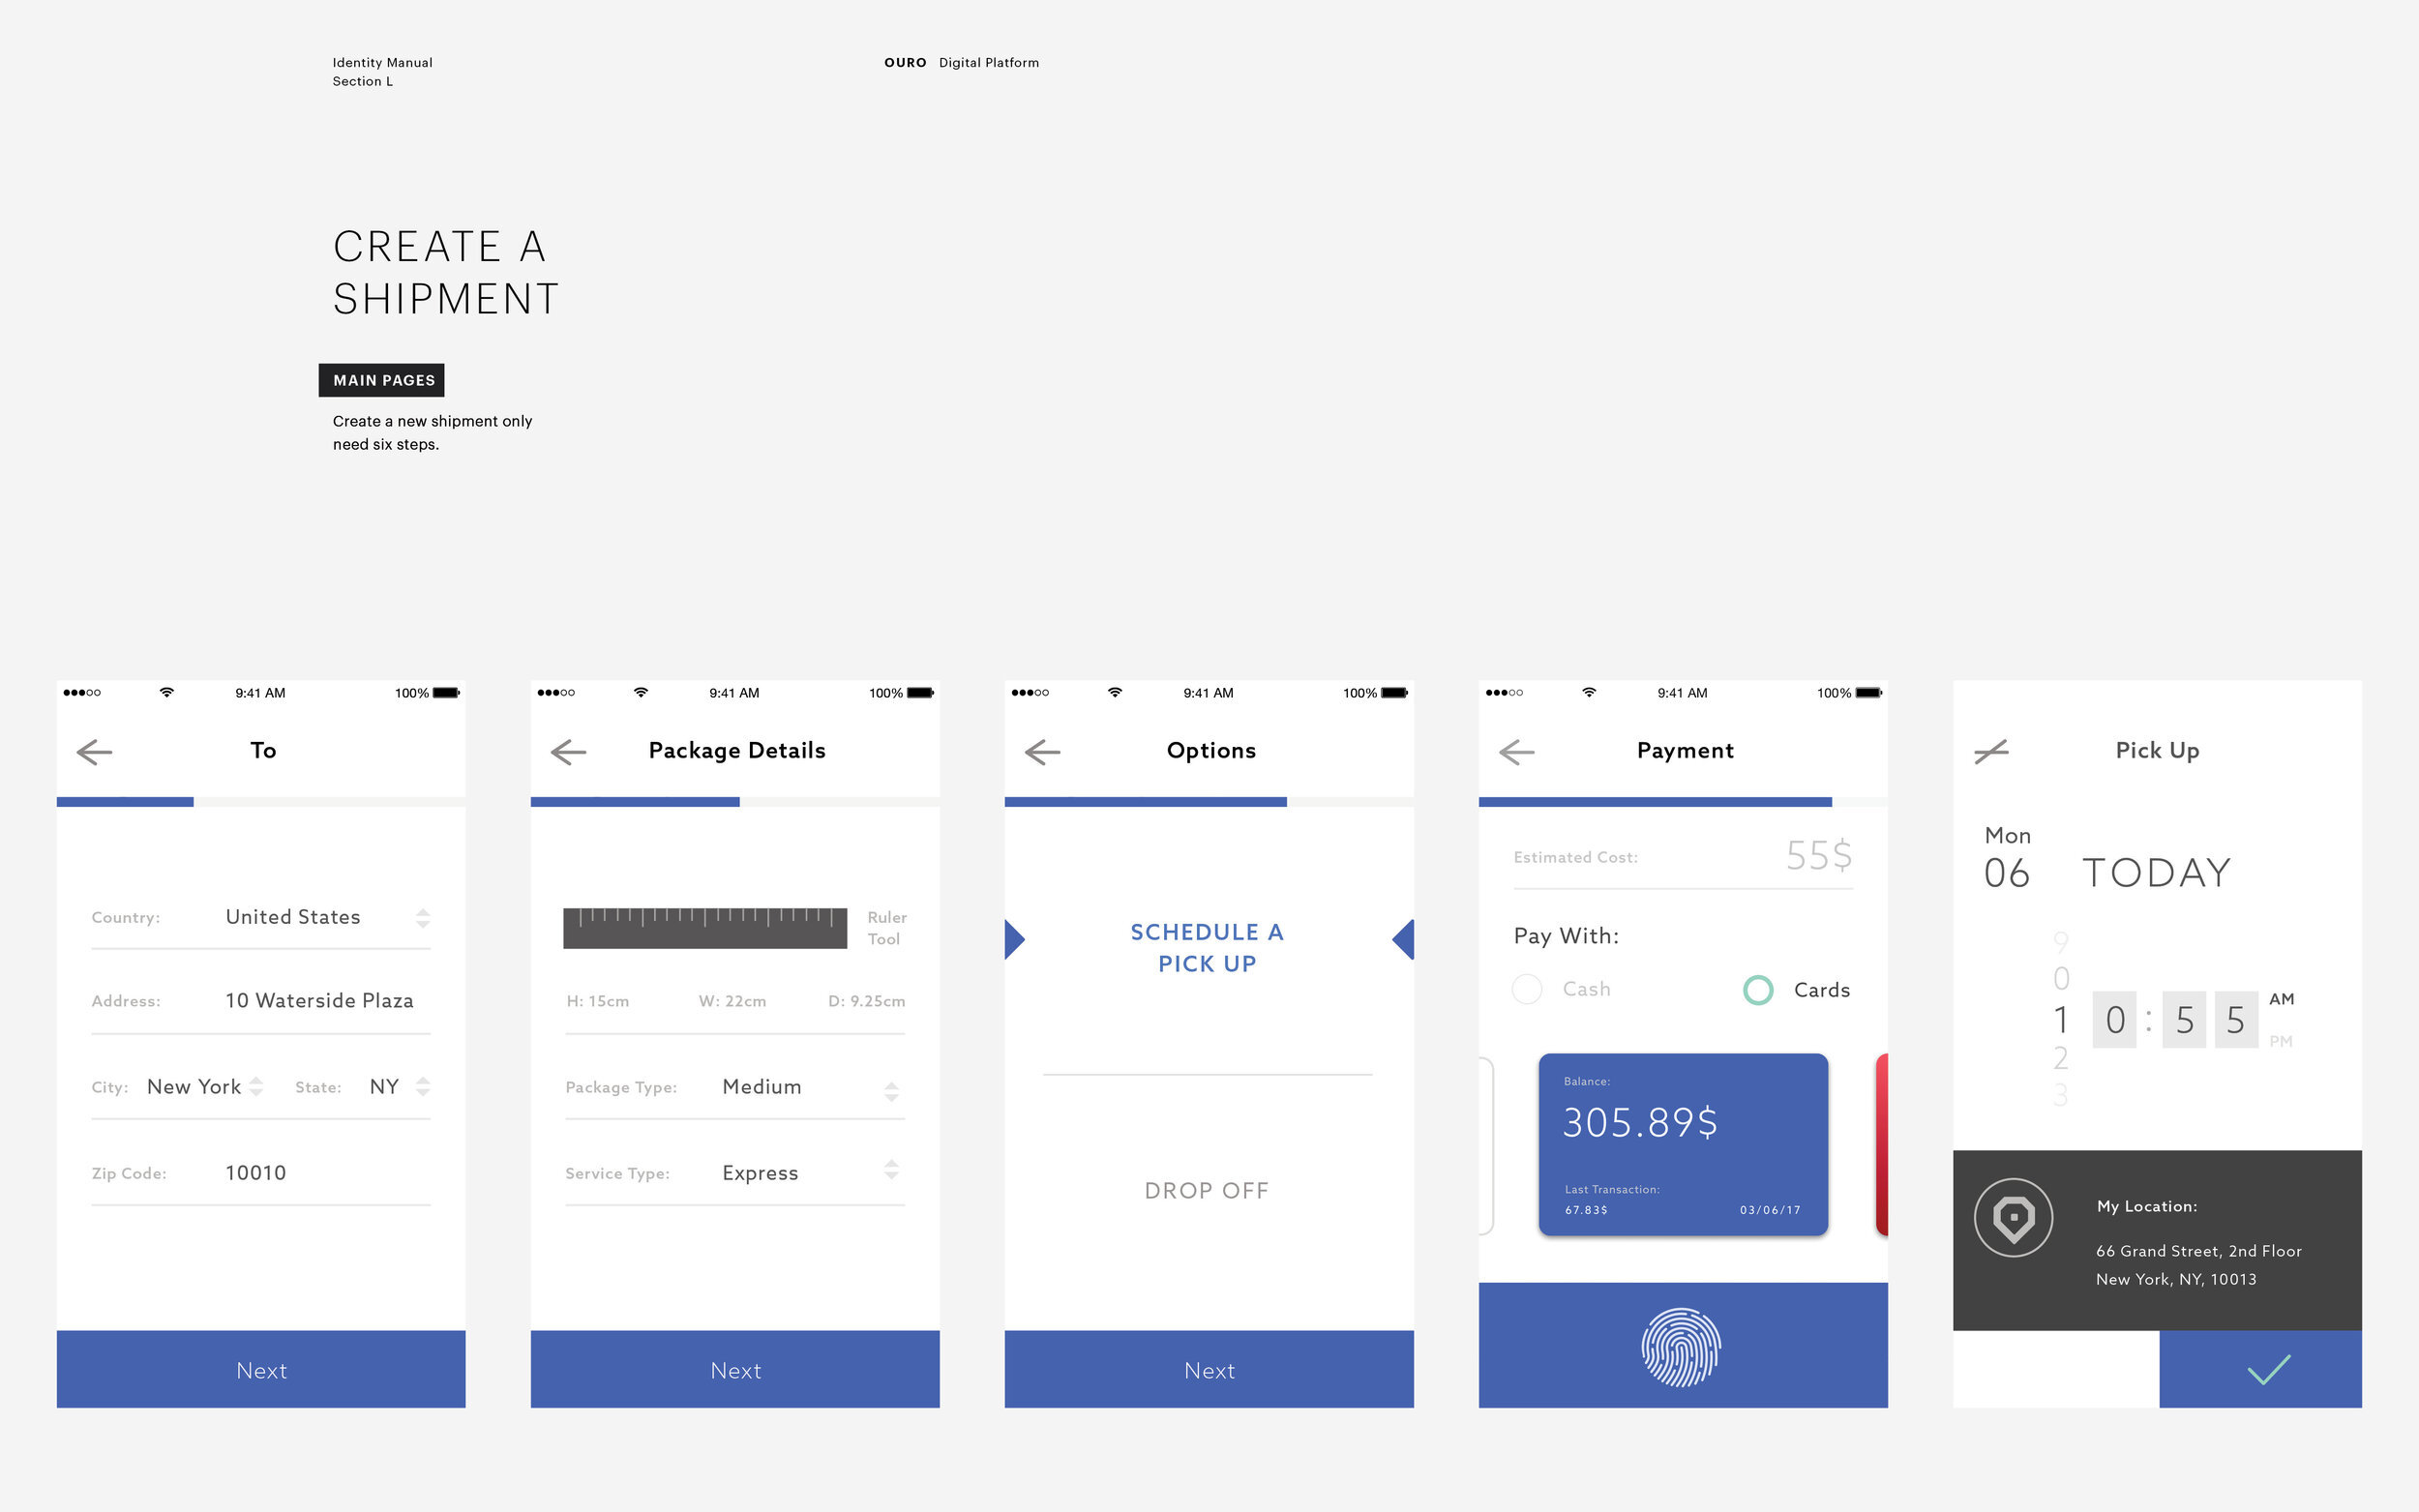 Identity Manual
Section L
OURO Digital Platform
CREATE A
SHIPMENT
MAIN PAGES
Create a new shipment only
need six steps.
9:41 AM 100%
To
Country: United States
Address: 10 Waterside Plaza
City: New York State: NY
Zip Code: 10010
Next
9:41 AM 100%
Package Details
Ruler
Tool
H: 15cm W: 22cm D: 9.25cm
Package Type: Medium
Service Type: Express
Next
9:41 AM 100%
Options
SCHEDULE A
PICK UP
DROP OFF
Next
9:41 AM 100%
Payment
Estimated Cost: 55$
Pay With:
Cash Cards
Balance:
305.89$
Last Transaction:
67.83$ 03/06/17
Pick Up
Mon
06 TODAY
9
0
1 0 : 5 5 AM
PM
2
3
My Location:
66 Grand Street, 2nd Floor
New York, NY, 10013